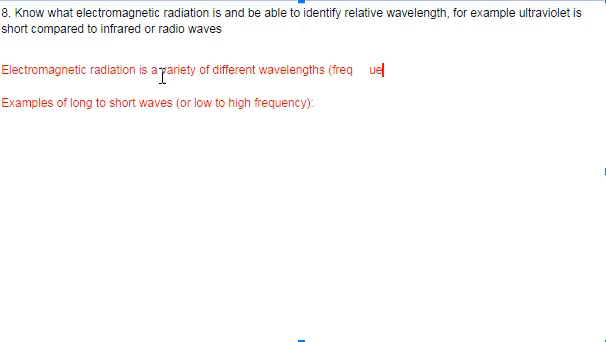 8. Know what electromagnetic radiation is and be able to identify relative wavelength, for example ultraviolet is
short compared to infrared or radio waves
Electromagnetic radiation is a variety of different wavelengths (freq ue
Examples of long to short waves (or low to high frequency):